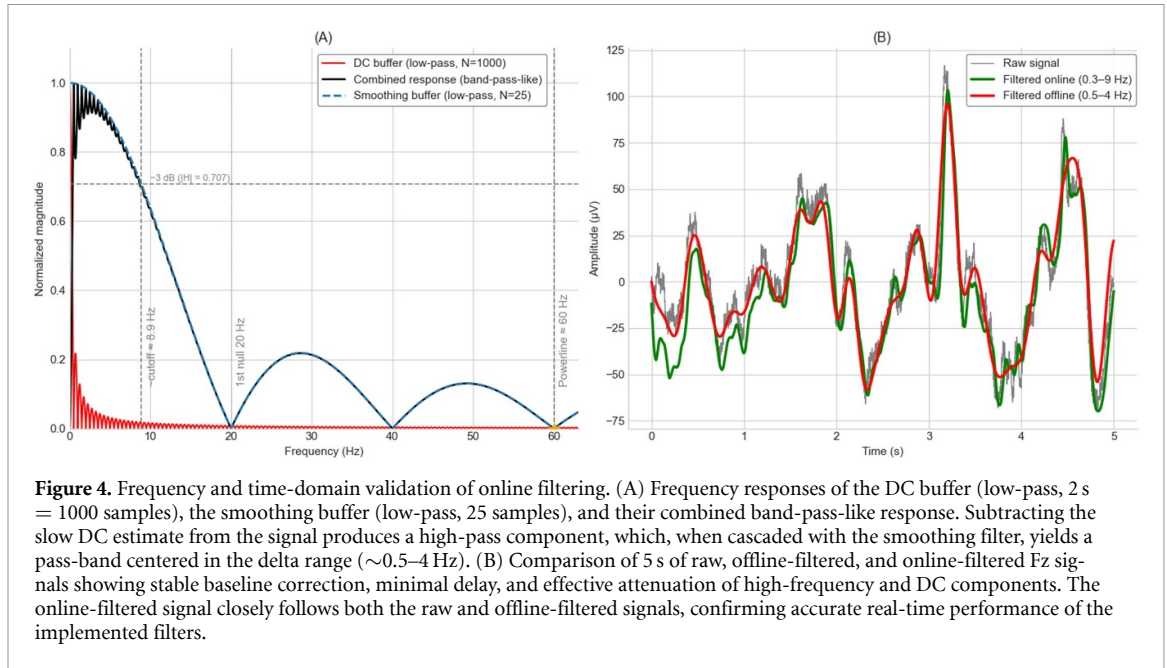 (A)
DC buffer (low-pass, N=1000)
Combined response (band-pass-like)
Smoothing buffer (low-pass, N=25)
−3 dB (|H| = 0.707)
~cutoff ≈ 8.9 Hz
1st null 20 Hz
Powerline ≈ 60 Hz
Normalized magnitude
1.0
0.8
0.6
0.4
0.2
0.0
0 10 20 30 40 50 60
Frequency (Hz)
(B)
Raw signal
Filtered online (0.3–9 Hz)
Filtered offline (0.5–4 Hz)
Amplitude (μV)
125
100
75
50
25
0
−25
−50
−75
0 1 2 3 4 5
Time (s)
Figure 4. Frequency and time-domain validation of online filtering. (A) Frequency responses of the DC buffer (low-pass, 2 s
= 1000 samples), the smoothing buffer (low-pass, 25 samples), and their combined band-pass-like response. Subtracting the
slow DC estimate from the signal produces a high-pass component, which, when cascaded with the smoothing filter, yields a
pass-band centered in the delta range (∼0.5–4 Hz). (B) Comparison of 5 s of raw, offline-filtered, and online-filtered Fz sig-
nals showing stable baseline correction, minimal delay, and effective attenuation of high-frequency and DC components. The
online-filtered signal closely follows both the raw and offline-filtered signals, confirming accurate real-time performance of the
implemented filters.